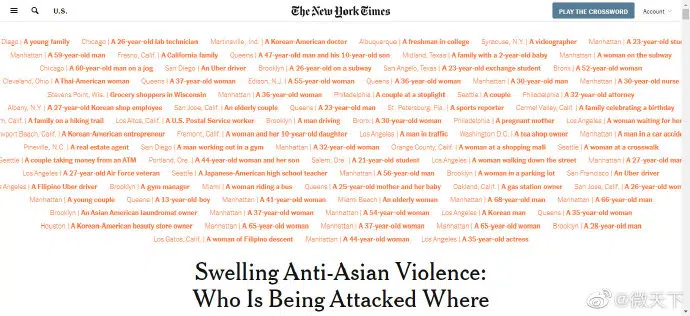 U.S.
The New York Times
PLAY THE CROSSWORD
Account
Diego | A young family Chicago | A 26-year-old lab technician Martinsville, Ind. | A Korean-American doctor Albuquerque | A freshman in college Syracuse, N.Y. | A videographer Manhattan | A 23-year-old stu
Manhattan | A 59-year-old man Fresno, Calif. | A California family Queens | A 47-year-old man and his 10-year-old son Midland, Texas | A family with a 2-year-old baby Manhattan | A woman on the subway
Chicago | A 60-year-old man on a jog San Diego | An Uber driver Brooklyn | A 26-year-old on a subway San Angelo, Texas | A 23-year-old exchange student Bronx | A 52-year-old woman
Cleveland, Ohio | A Thai-American woman Queens | A 37-year-old woman Edison, N.J. | A 55-year-old woman Queens | A 36-year-old woman Manhattan | A 30-year-old man Manhattan | A 30-year-old nurse
Stevens Point, Wis. | Grocery shoppers in Wisconsin Manhattan | A 36-year-old woman Philadelphia | A couple at a stoplight Seattle | A couple Philadelphia | A 32-year-old attorney
Albany, N.Y. | A 27-year-old Korean shop employee San Jose, Calif. | An elderly couple Queens | A 23-year-old man St. Petersburg, Fla. | A sports reporter Carmel Valley, Calif. | A family celebrating a birthday
m, Calif. | A family on a hiking trail Los Altos, Calif. | A U.S. Postal Service worker Brooklyn | A man driving Bronx | A 30-year-old woman Philadelphia | A pregnant mother Los Angeles | A woman waiting for her
wport Beach, Calif. | A Korean American entrepreneur Fremont, Calif. | A woman and her 10-year-old daughter Los Angeles | A man in traffic Washington D.C. | A tea shop owner Manhattan | A man in a car accide
Pineville, N.C. | A real estate agent San Diego | A man working out in a gym Manhattan | A 32-year-old woman Orange County, Calif. | A woman at a shopping mall Seattle | A woman at a crosswalk
Seattle | A couple taking money from an ATM Portland, Ore. | A 44-year-old woman and her son Salem, Ore. | A 21-year-old student Los Angeles | A woman walking down the street Manhattan | A 27-year-old man
Los Angeles | A 27-year-old Air Force veteran Seattle | A Japanese-American high school teacher Manhattan | A 56-year-old man Brooklyn | A woman in a parking lot San Francisco | An Uber driver
s Angeles | A Filipino Uber driver Brooklyn | A gym manager Miami | A woman riding a bus Queens | A 25-year-old mother and her baby Oakland, Calif. | A gas station owner San Jose, Calif. | A 26-year-old wom
Manhattan | A young couple Queens | A 13-year-old boy Manhattan | A 41-year-old woman Miami Beach | An elderly woman Manhattan | A 68-year-old man Manhattan | A 66-year-old man
Brooklyn | An Asian American laundromat owner Manhattan | A 37-year-old woman Manhattan | A 54-year-old woman Los Angeles | A Korean man Queens | A 35-year-old woman
Houston | A Korean-American beauty store owner Manhattan | A 65-year-old woman Manhattan | A 37-year-old woman Manhattan | A 65-year-old woman Brooklyn | A 28-year-old man
Los Gatos, Calif. | A woman of Filipino descent Manhattan | A 44-year-old woman Los Angeles | A 35-year-old actress
Swelling Anti-Asian Violence:
Who Is Being Attacked Where
@微天下